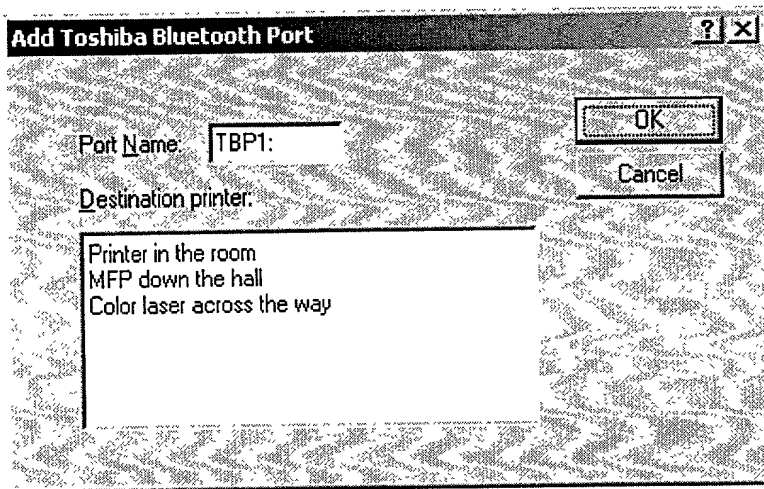 Add Toshiba Bluetooth Port
? X
Port Name: TBP1:
OK
Cancel
Destination printer:
Printer in the room
MFP down the hall
Color laser across the way